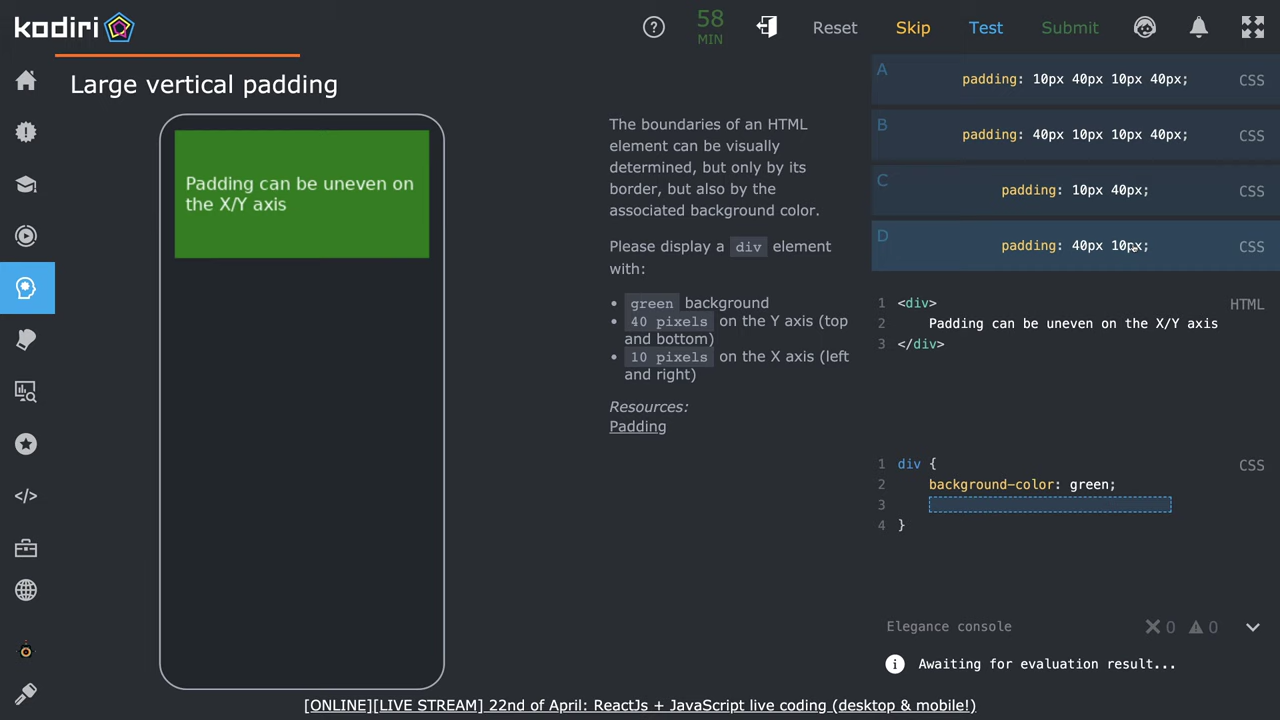 kodiri
58
MIN
Reset
Skip
Test
Submit
Large vertical padding
Padding can be uneven on
the X/Y axis
The boundaries of an HTML
element can be visually
determined, but only by its
border, but also by the
associated background color.
Please display a div element
with:
• green background
• 40 pixels on the Y axis (top
and bottom)
• 10 pixels on the X axis (left
and right)
Resources:
Padding
A padding: 10px 40px 10px 40px; CSS
B padding: 40px 10px 10px 40px; CSS
C padding: 10px 40px; CSS
D padding: 40px 10px; CSS
1 <div> HTML
2 Padding can be uneven on the X/Y axis
3 </div>
1 div { CSS
2 background-color: green;
3
4 }
Elegance console 0 0
Awaiting for evaluation result...
[ONLINE][LIVE STREAM] 22nd of April: ReactJs + JavaScript live coding (desktop & mobile!)